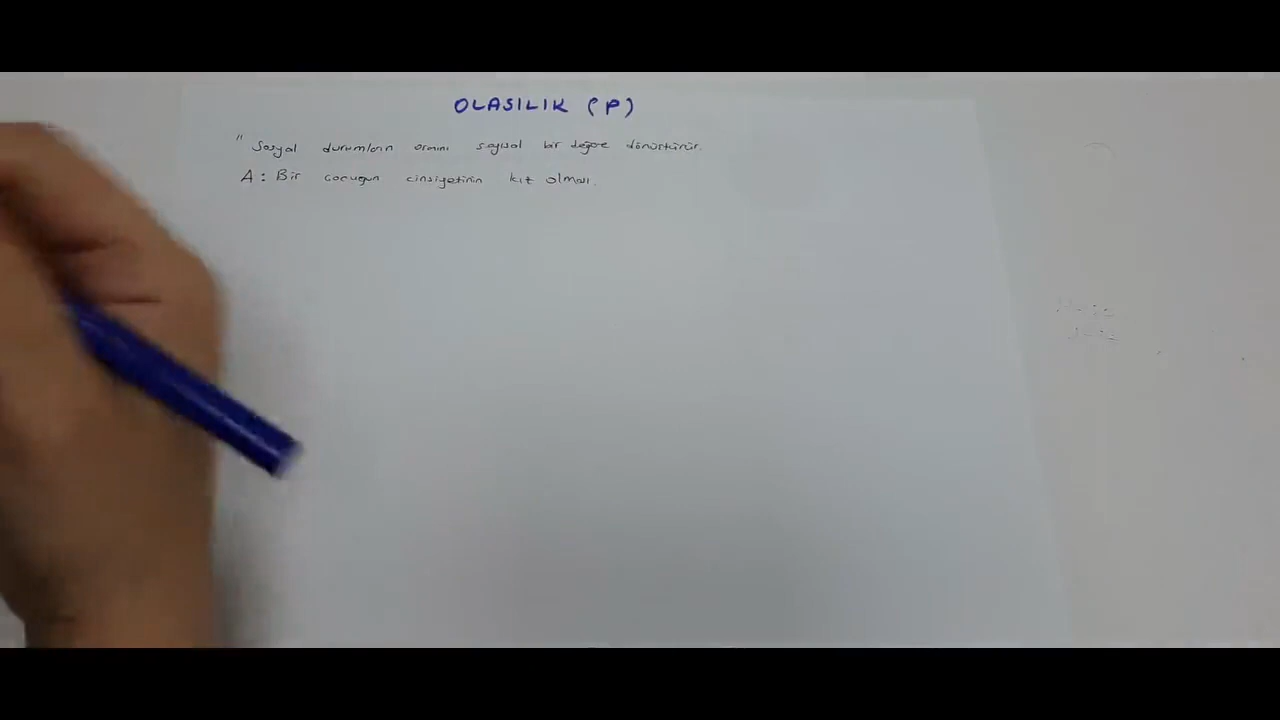 OLASILIK (P)
" Sosyal durumların oranını sayısal bir değere dönüştürür.
A : Bir çocuğun cinsiyetinin kız olması.